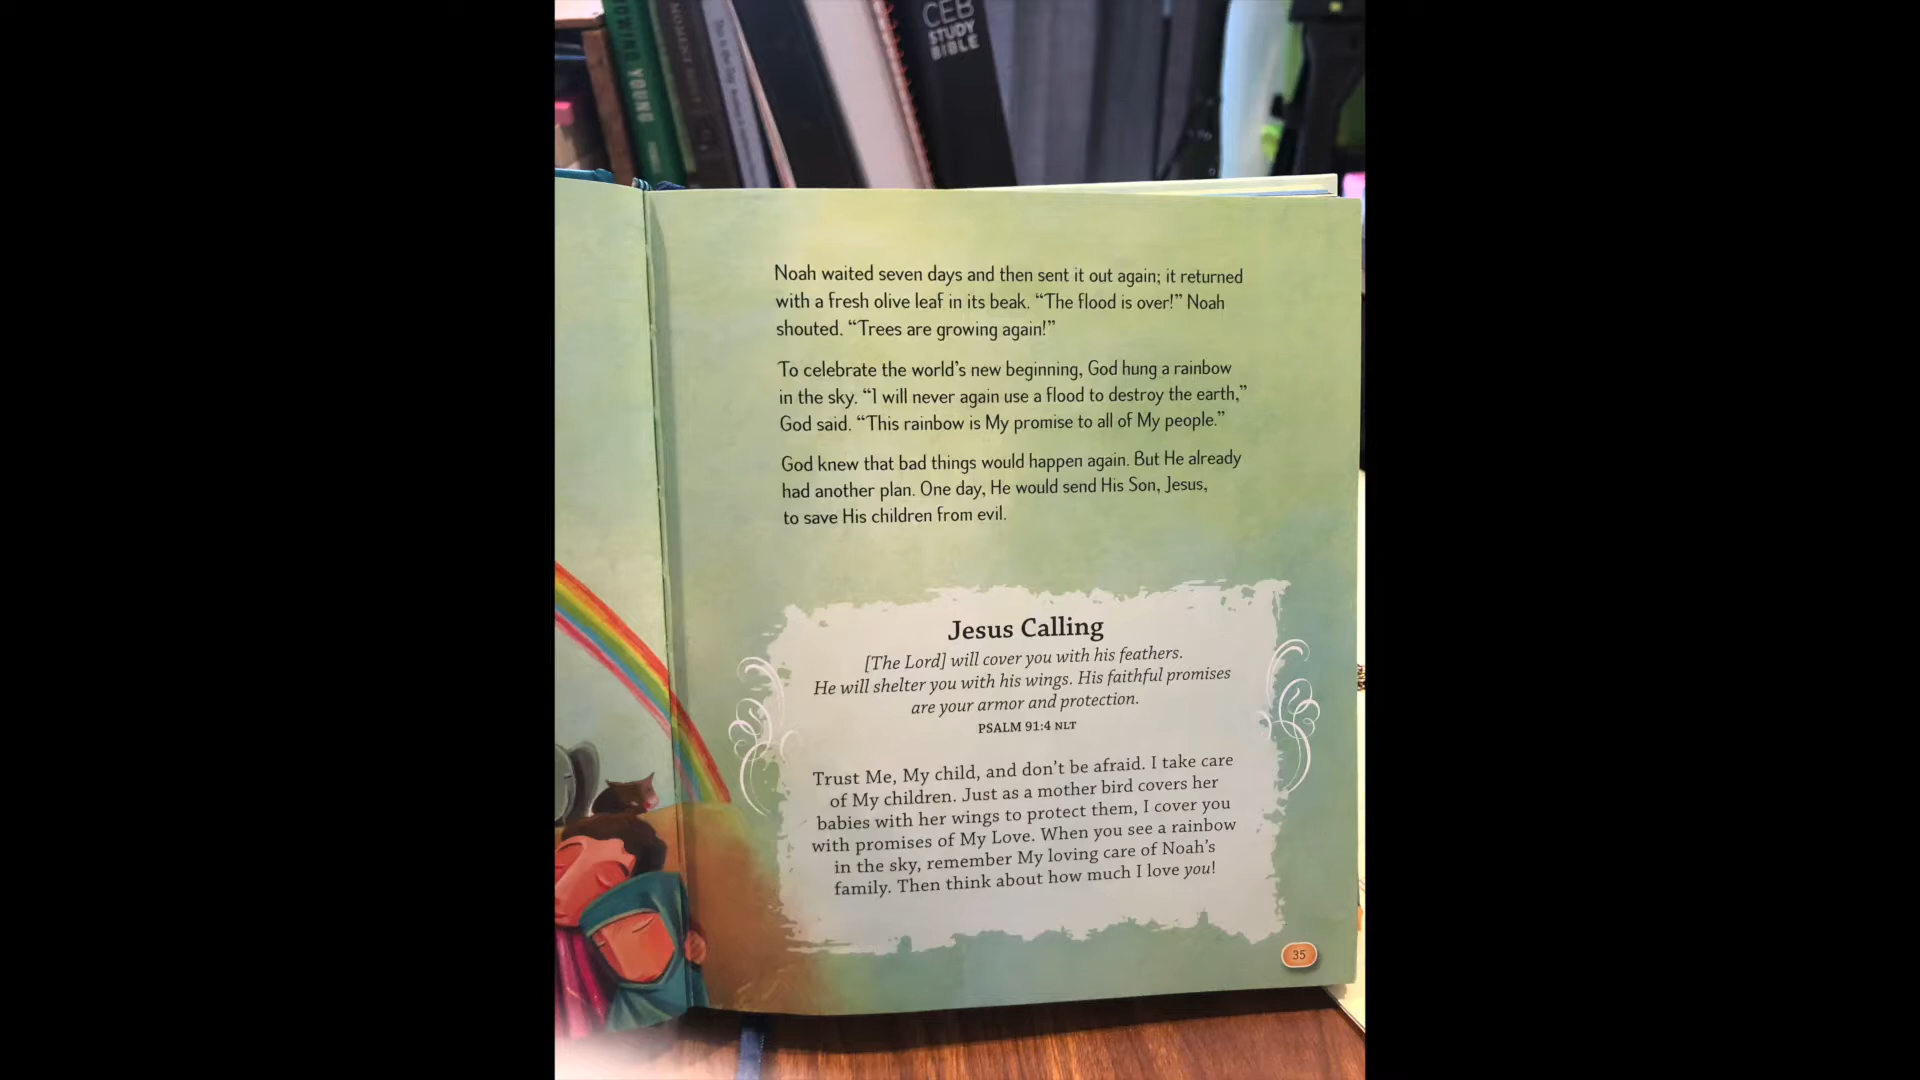 OWING YOUNG
NORHIST
This is the Day
CEB
STUDY
BIBLE
Noah waited seven days and then sent it out again; it returned
with a fresh olive leaf in its beak. “The flood is over!” Noah
shouted. “Trees are growing again!”
To celebrate the world’s new beginning, God hung a rainbow
in the sky. “I will never again use a flood to destroy the earth,”
God said. “This rainbow is My promise to all of My people.”
God knew that bad things would happen again. But He already
had another plan. One day, He would send His Son, Jesus,
to save His children from evil.
Jesus Calling
[The Lord] will cover you with his feathers.
He will shelter you with his wings. His faithful promises
are your armor and protection.
PSALM 91:4 NLT
Trust Me, My child, and don’t be afraid. I take care
of My children. Just as a mother bird covers her
babies with her wings to protect them, I cover you
with promises of My Love. When you see a rainbow
in the sky, remember My loving care of Noah’s
family. Then think about how much I love you!
35